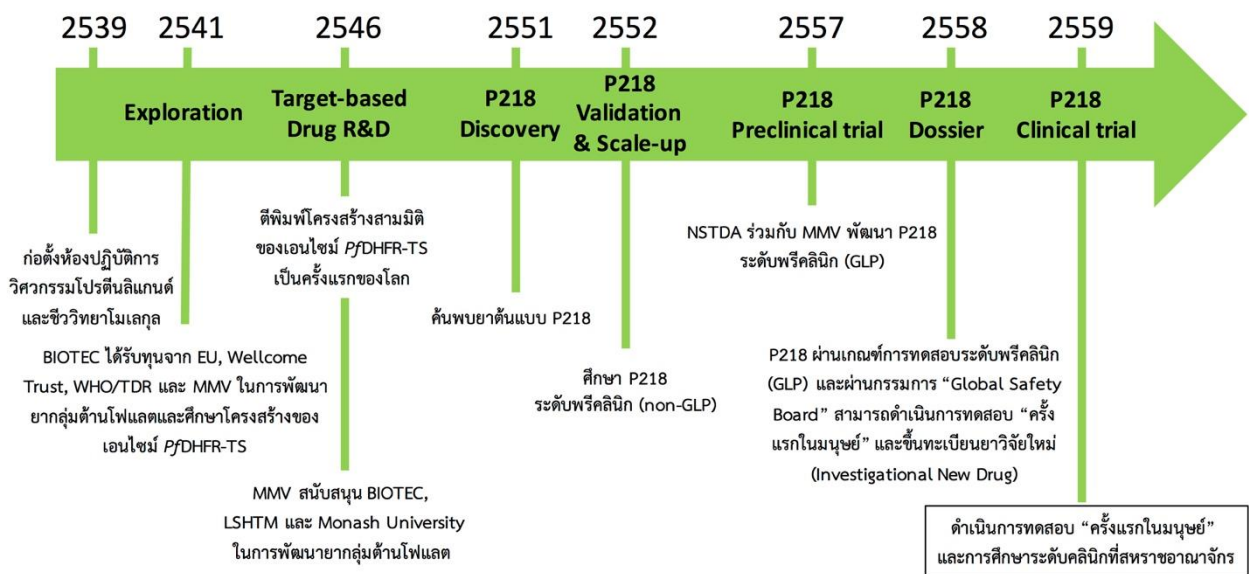 2539
2541
2546
2551
2552
2557
2558
2559
Exploration
Target-based
Drug R&D
P218
Discovery
P218
Validation
& Scale-up
P218
Preclinical trial
P218
Dossier
P218
Clinical trial
ก่อตั้งห้องปฏิบัติการ
วิศวกรรมโปรตีนลิแกนด์
และชีววิทยาโมเลกุล
BIOTEC ได้รับทุนจาก EU, Wellcome
Trust, WHO/TDR และ MMV ในการพัฒนา
ยากลุ่มต้านโฟแลตและศึกษาโครงสร้างของ
เอนไซม์ PfDHFR-TS
ตีพิมพ์โครงสร้างสามมิติ
ของเอนไซม์ PfDHFR-TS
เป็นครั้งแรกของโลก
MMV สนับสนุน BIOTEC,
LSHTM และ Monash University
ในการพัฒนายากลุ่มต้านโฟแลต
ค้นพบยาต้นแบบ P218
ศึกษา P218
ระดับพรีคลินิก (non-GLP)
NSTDA ร่วมกับ MMV พัฒนา P218
ระดับพรีคลินิก (GLP)
P218 ผ่านเกณฑ์การทดสอบระดับพรีคลินิก
(GLP) และผ่านกรรมการ “Global Safety
Board” สามารถดำเนินการทดสอบ “ครั้ง
แรกในมนุษย์” และขึ้นทะเบียนยาวิจัยใหม่
(Investigational New Drug)
ดำเนินการทดสอบ “ครั้งแรกในมนุษย์”
และการศึกษาระดับคลินิกที่สหราชอาณาจักร